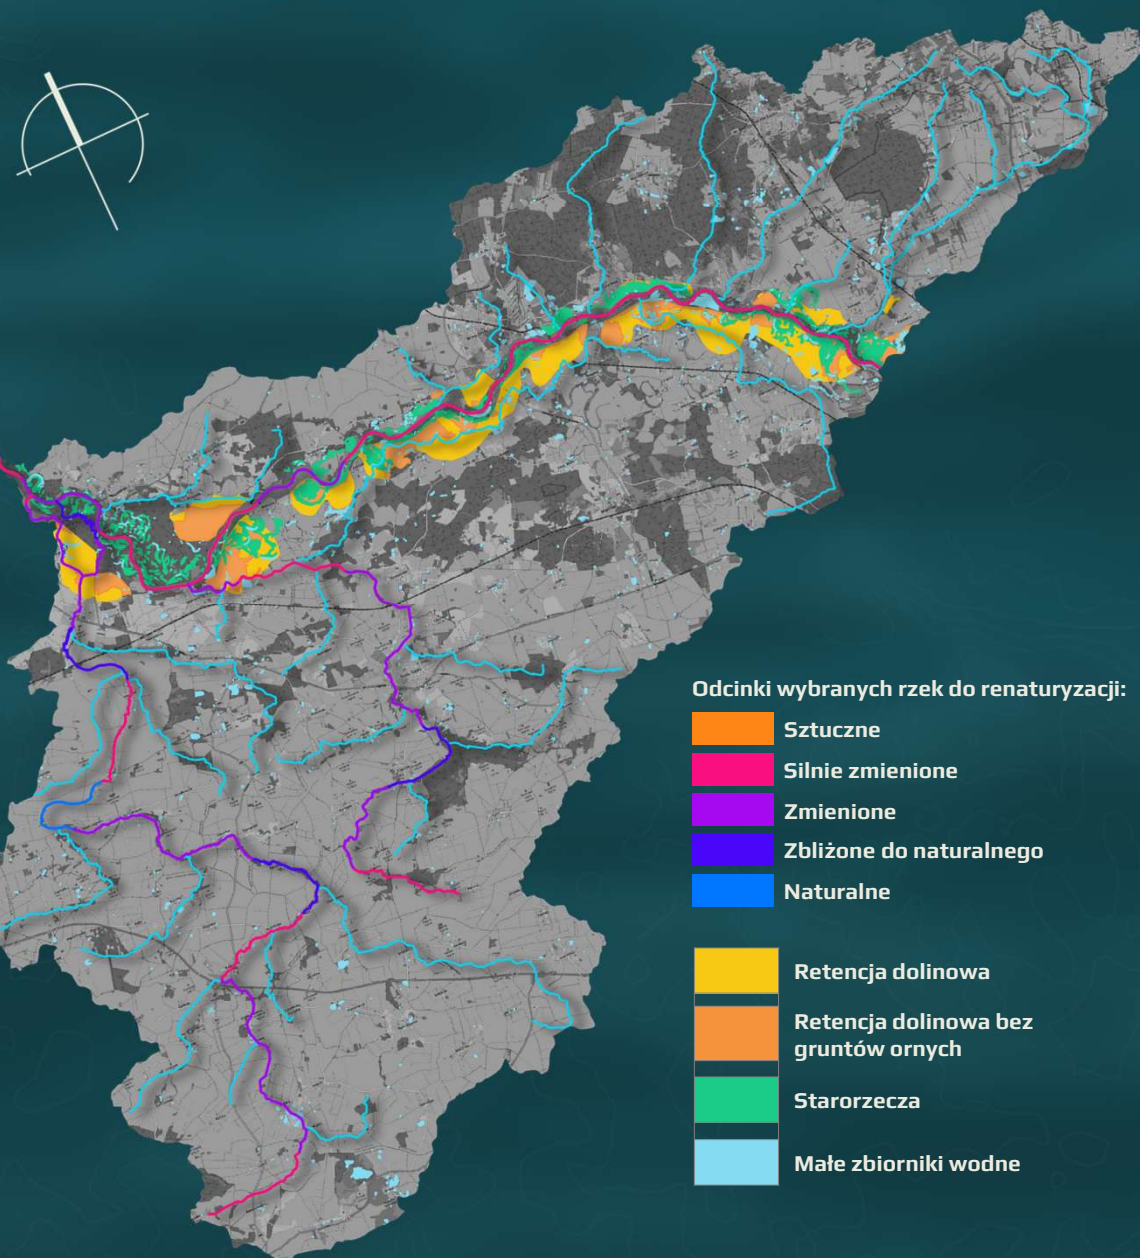 Odcinki wybranych rzek do renaturyzacji:
Sztuczne
Silnie zmienione
Zmienione
Zbliżone do naturalnego
Naturalne
Retencja dolinowa
Retencja dolinowa bez
gruntów ornych
Starorzecza
Małe zbiorniki wodne